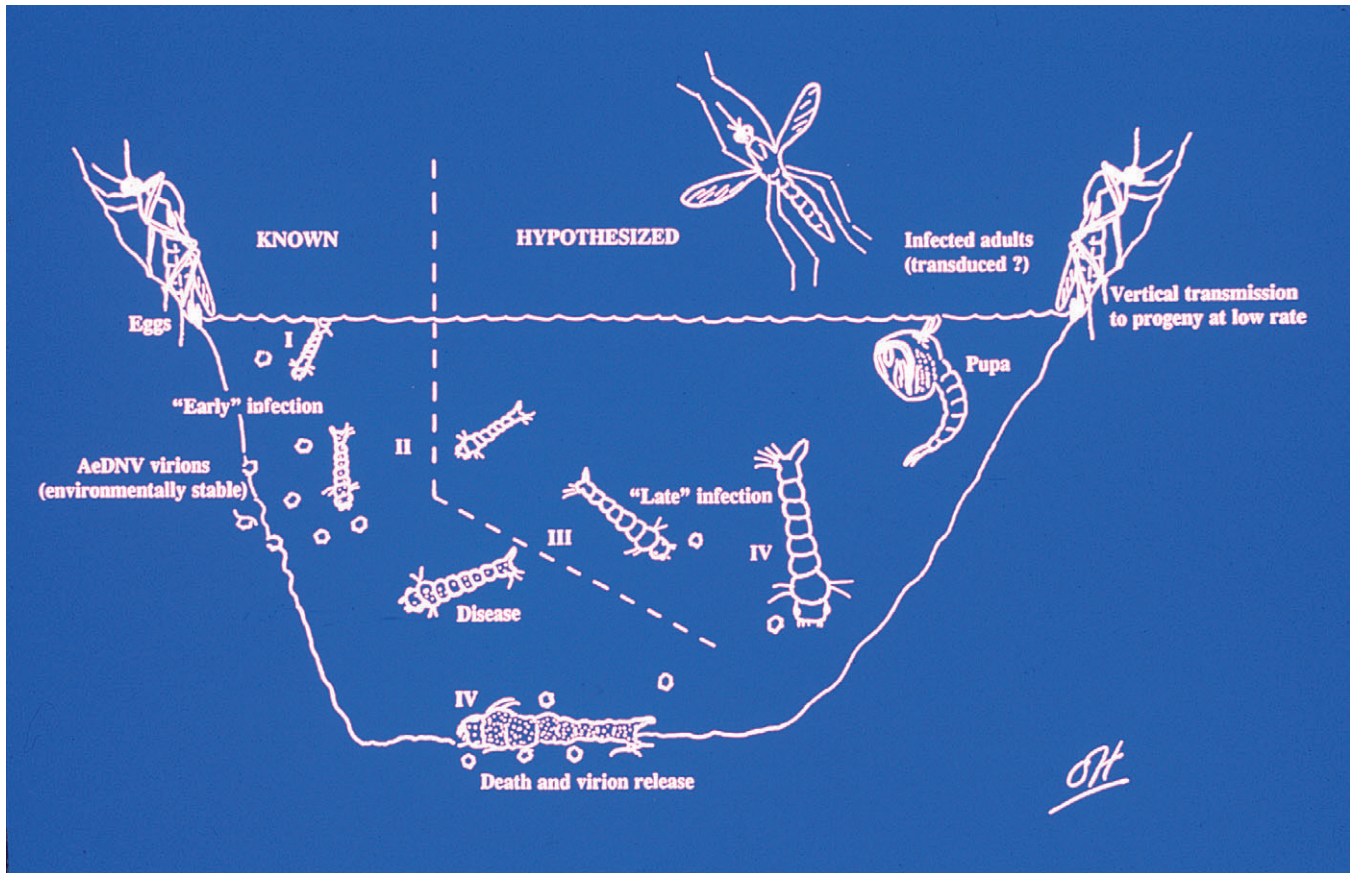 KNOWN
HYPOTHESIZED
Infected adults
(transduced ?)
Vertical transmission
to progeny at low rate
Eggs
I
Pupa
"Early" infection
II
AeDNV virions
(environmentally stable)
"Late" infection
III
IV
Disease
IV
Death and virion release
OH